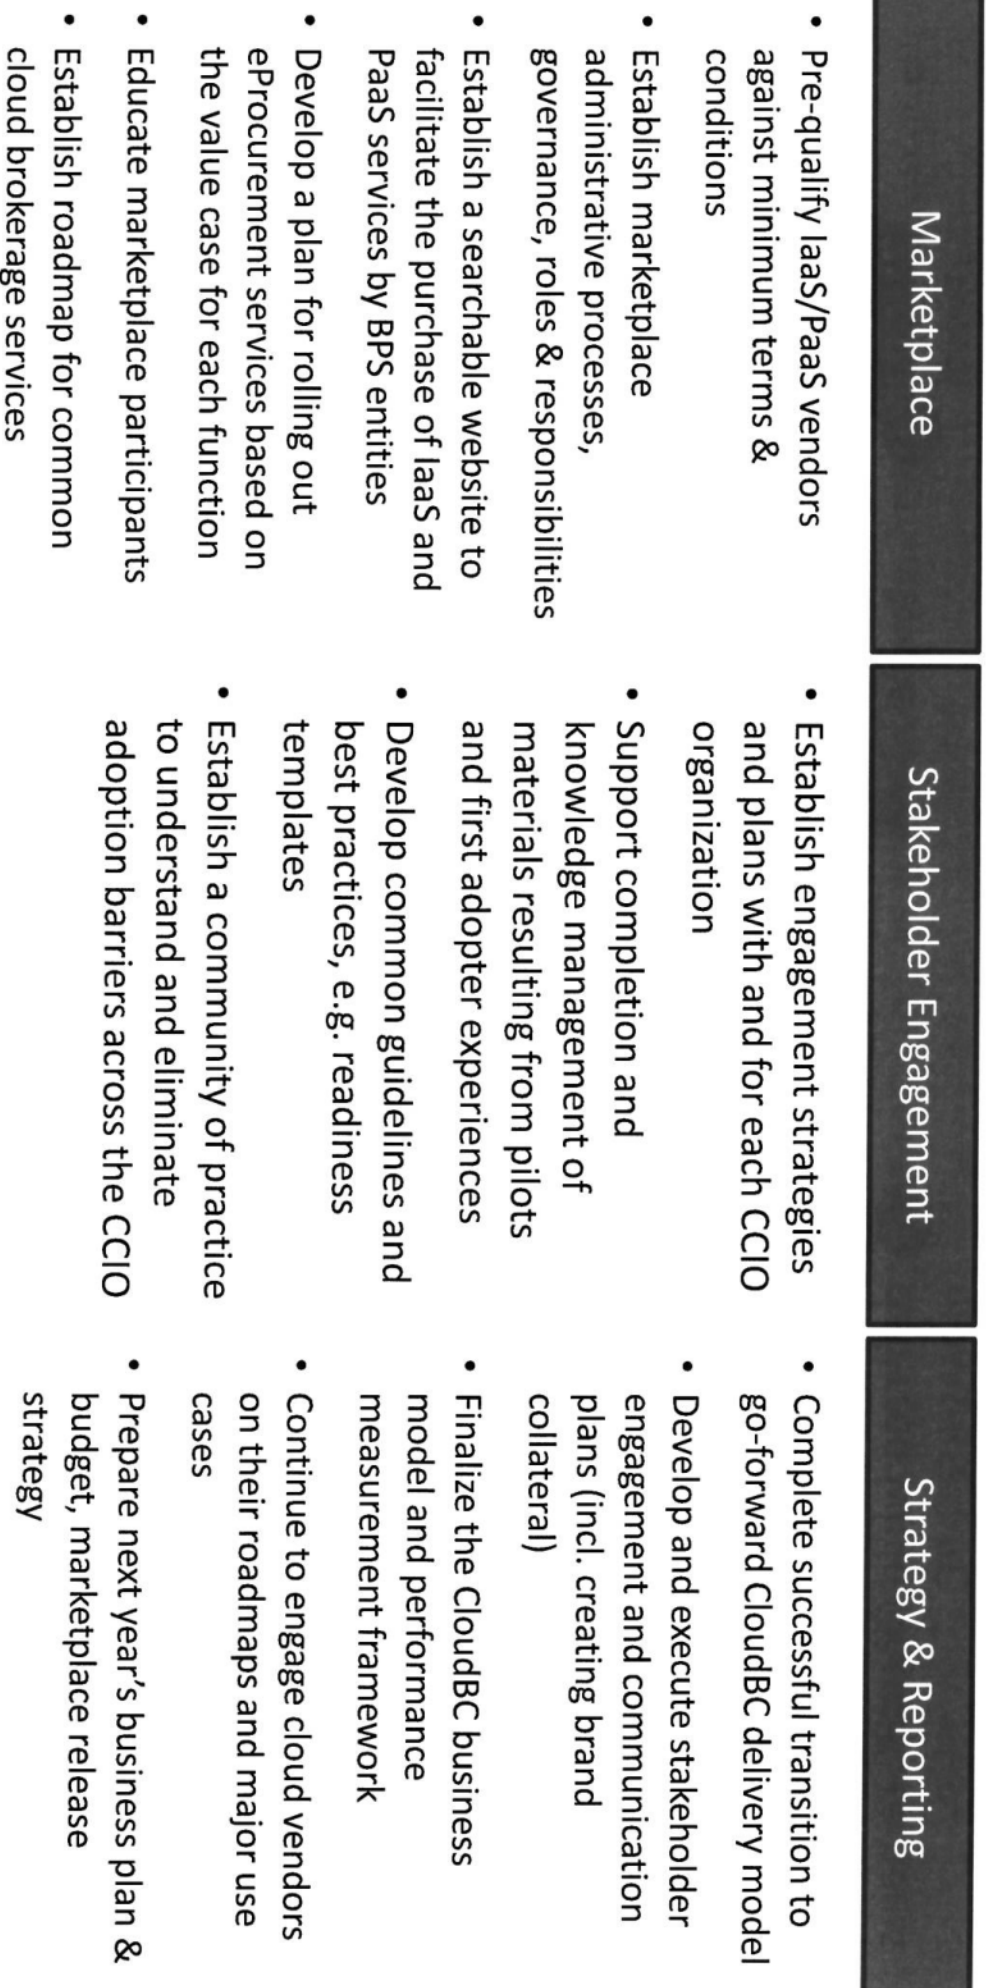 Marketplace
• Pre-qualify IaaS/PaaS vendors
against minimum terms &
conditions
• Establish marketplace
administrative processes,
governance, roles & responsibilities
• Establish a searchable website to
facilitate the purchase of IaaS and
PaaS services by BPS entities
• Develop a plan for rolling out
eProcurement services based on
the value case for each function
• Educate marketplace participants
• Establish roadmap for common
cloud brokerage services
Stakeholder Engagement
• Establish engagement strategies
and plans with and for each CCIO
organization
• Support completion and
knowledge management of
materials resulting from pilots
and first adopter experiences
• Develop common guidelines and
best practices, e.g. readiness
templates
• Establish a community of practice
to understand and eliminate
adoption barriers across the CCIO
Strategy & Reporting
• Complete successful transition to
go-forward CloudBC delivery model
• Develop and execute stakeholder
engagement and communication
plans (incl. creating brand
collateral)
• Finalize the CloudBC business
model and performance
measurement framework
• Continue to engage cloud vendors
on their roadmaps and major use
cases
• Prepare next year's business plan &
budget, marketplace release
strategy